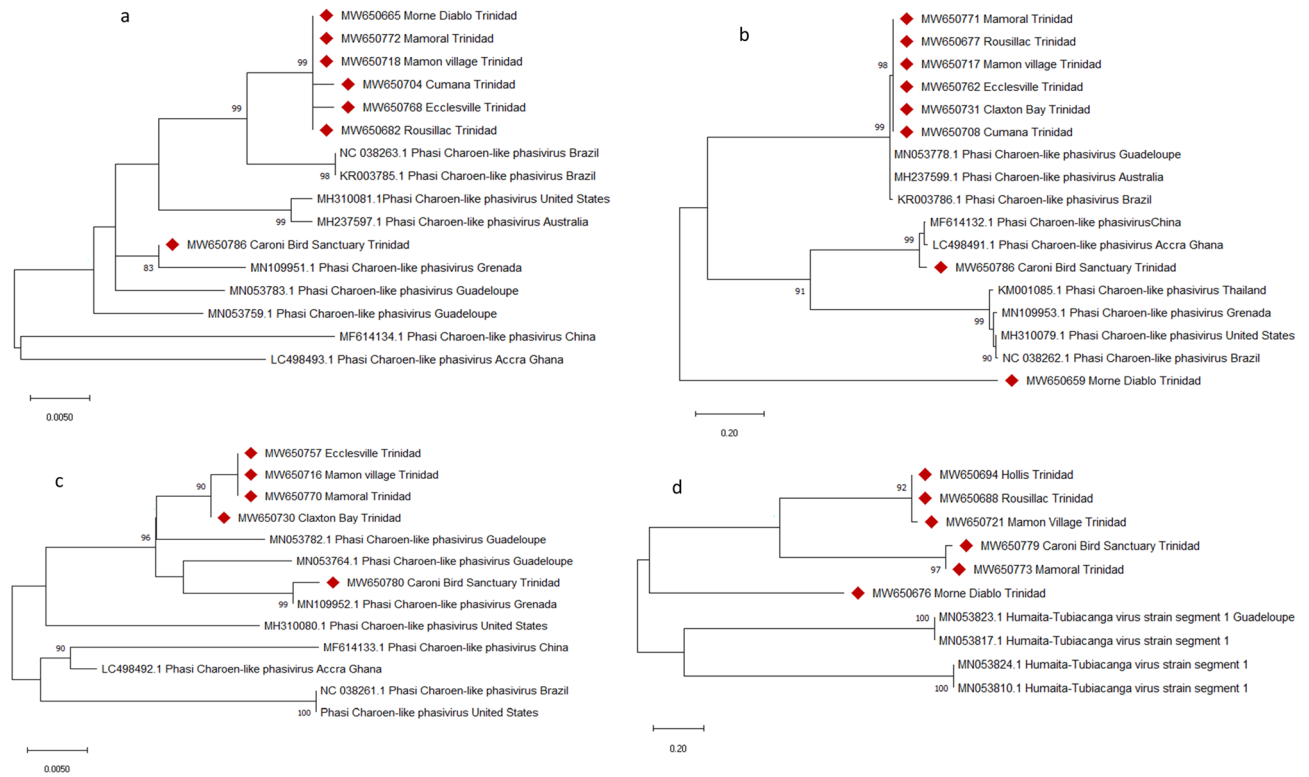 a
MW650665 Morne Diablo Trinidad
MW650772 Mamoral Trinidad
MW650718 Mamon village Trinidad
99
MW650704 Cumana Trinidad
99
MW650768 Ecclesville Trinidad
MW650682 Rousillac Trinidad
NC 038263.1 Phasi Charoen-like phasivirus Brazil
98
KR003785.1 Phasi Charoen-like phasivirus Brazil
MH310081.1Phasi Charoen-like phasivirus United States
99
MH237597.1 Phasi Charoen-like phasivirus Australia
MW650786 Caroni Bird Sanctuary Trinidad
83
MN109951.1 Phasi Charoen-like phasivirus Grenada
MN053783.1 Phasi Charoen-like phasivirus Guadeloupe
MN053759.1 Phasi Charoen-like phasivirus Guadeloupe
MF614134.1 Phasi Charoen-like phasivirus China
LC498493.1 Phasi Charoen-like phasivirus Accra Ghana
0.0050
b
MW650771 Mamoral Trinidad
MW650677 Rousillac Trinidad
98
MW650717 Mamon village Trinidad
MW650762 Ecclesville Trinidad
MW650731 Claxton Bay Trinidad
99
MW650708 Cumana Trinidad
MN053778.1 Phasi Charoen-like phasivirus Guadeloupe
MH237599.1 Phasi Charoen-like phasivirus Australia
KR003786.1 Phasi Charoen-like phasivirus Brazil
MF614132.1 Phasi Charoen-like phasivirusChina
99
LC498491.1 Phasi Charoen-like phasivirus Accra Ghana
MW650786 Caroni Bird Sanctuary Trinidad
91
KM001085.1 Phasi Charoen-like phasivirus Thailand
MN109953.1 Phasi Charoen-like phasivirus Grenada
99
MH310079.1 Phasi Charoen-like phasivirus United States
90
NC 038262.1 Phasi Charoen-like phasivirus Brazil
MW650659 Morne Diablo Trinidad
0.20
c
MW650757 Ecclesville Trinidad
MW650716 Mamon village Trinidad
90
MW650770 Mamoral Trinidad
MW650730 Claxton Bay Trinidad
96
MN053782.1 Phasi Charoen-like phasivirus Guadeloupe
MN053764.1 Phasi Charoen-like phasivirus Guadeloupe
MW650780 Caroni Bird Sanctuary Trinidad
99
MN109952.1 Phasi Charoen-like phasivirus Grenada
MH310080.1 Phasi Charoen-like phasivirus United States
MF614133.1 Phasi Charoen-like phasivirus China
90
LC498492.1 Phasi Charoen-like phasivirus Accra Ghana
NC 038261.1 Phasi Charoen-like phasivirus Brazil
100
Phasi Charoen-like phasivirus United States
0.0050
d
MW650694 Hollis Trinidad
92
MW650688 Rousillac Trinidad
MW650721 Mamon Village Trinidad
MW650779 Caroni Bird Sanctuary Trinidad
97
MW650773 Mamoral Trinidad
MW650676 Morne Diablo Trinidad
100
MN053823.1 Humaita-Tubiacanga virus strain segment 1 Guadeloupe
MN053817.1 Humaita-Tubiacanga virus strain segment 1
MN053824.1 Humaita-Tubiacanga virus strain segment 1
100
MN053810.1 Humaita-Tubiacanga virus strain segment 1
0.20